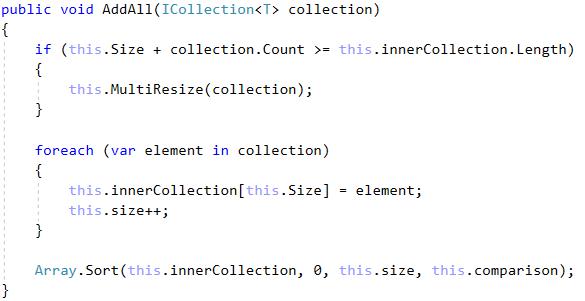 public void AddAll(ICollection<T> collection)
{
    if (this.Size + collection.Count >= this.innerCollection.Length)
    {
        this.MultiResize(collection);
    }

    foreach (var element in collection)
    {
        this.innerCollection[this.Size] = element;
        this.size++;
    }

    Array.Sort(this.innerCollection, 0, this.size, this.comparison);
}